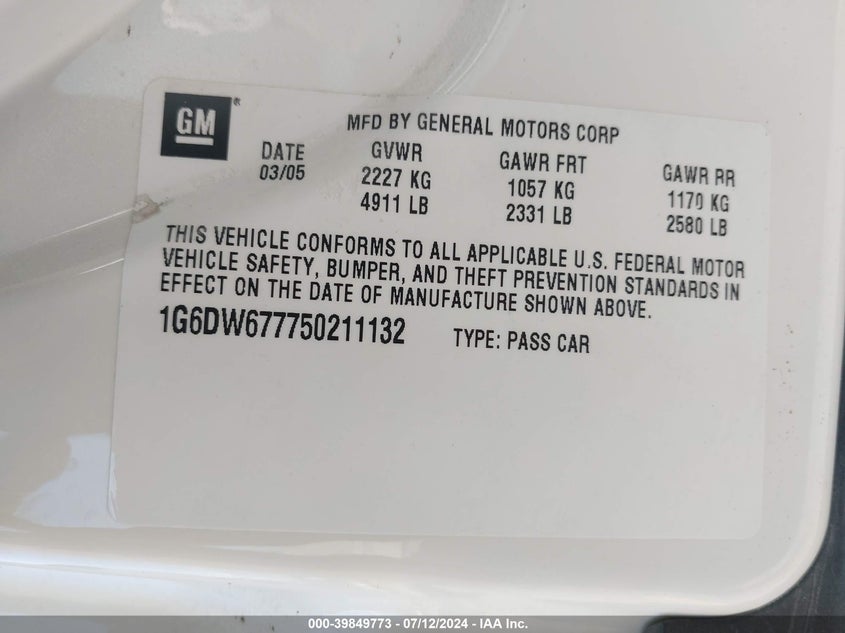 GM®
MFD BY GENERAL MOTORS CORP
DATE GVWR GAWR FRT GAWR RR
03/05 2227 KG 1057 KG 1170 KG
4911 LB 2331 LB 2580 LB
THIS VEHICLE CONFORMS TO ALL APPLICABLE U.S. FEDERAL MOTOR
VEHICLE SAFETY, BUMPER, AND THEFT PREVENTION STANDARDS IN
EFFECT ON THE DATE OF MANUFACTURE SHOWN ABOVE.
1G6DW677750211132 TYPE: PASS CAR
000-39849773 - 07/12/2024 - IAA Inc.